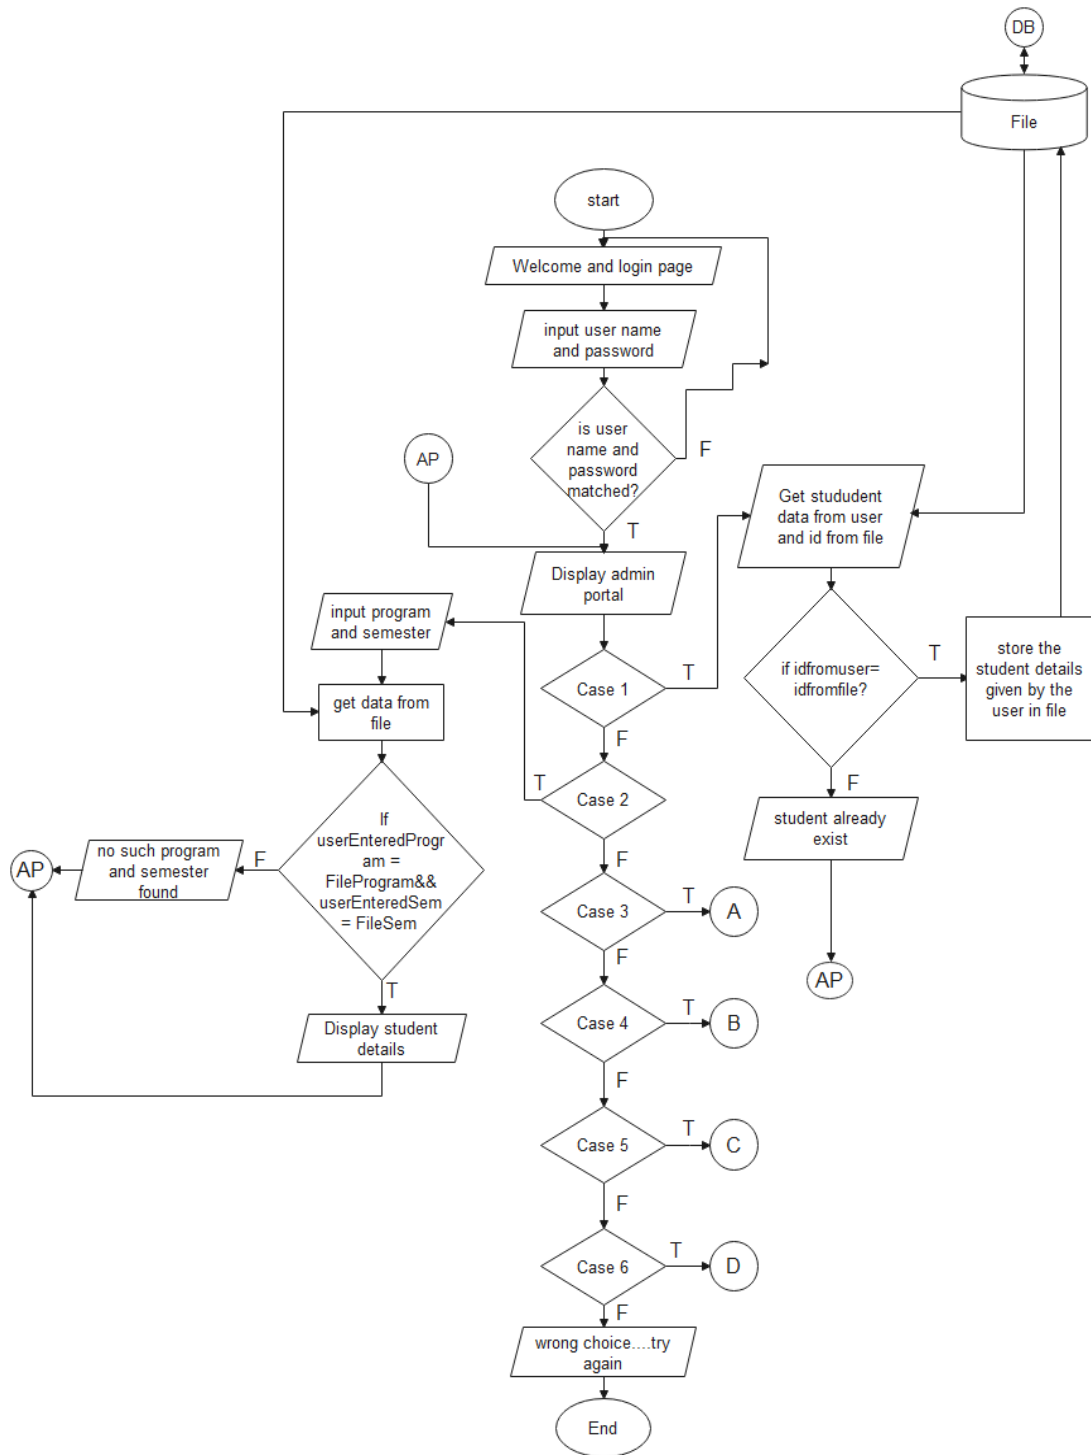 DB
File
start
Welcome and login page
input user name
and password
is user
name and
password
matched?
F
AP
T
Get stududent
data from user
and id from file
Display admin
portal
input program
and semester
T
Case 1
if idfromuser=
idfromfile?
T
store the
student details
given by the
user in file
get data from
file
F
T
Case 2
F
student already
exist
If
userEnteredProgr
am =
FileProgram&&
userEnteredSem
= FileSem
F
no such program
and semester
found
AP
F
Case 3
T
A
F
AP
T
Display student
details
Case 4
T
B
F
Case 5
T
C
F
Case 6
T
D
F
wrong choice....try
again
End